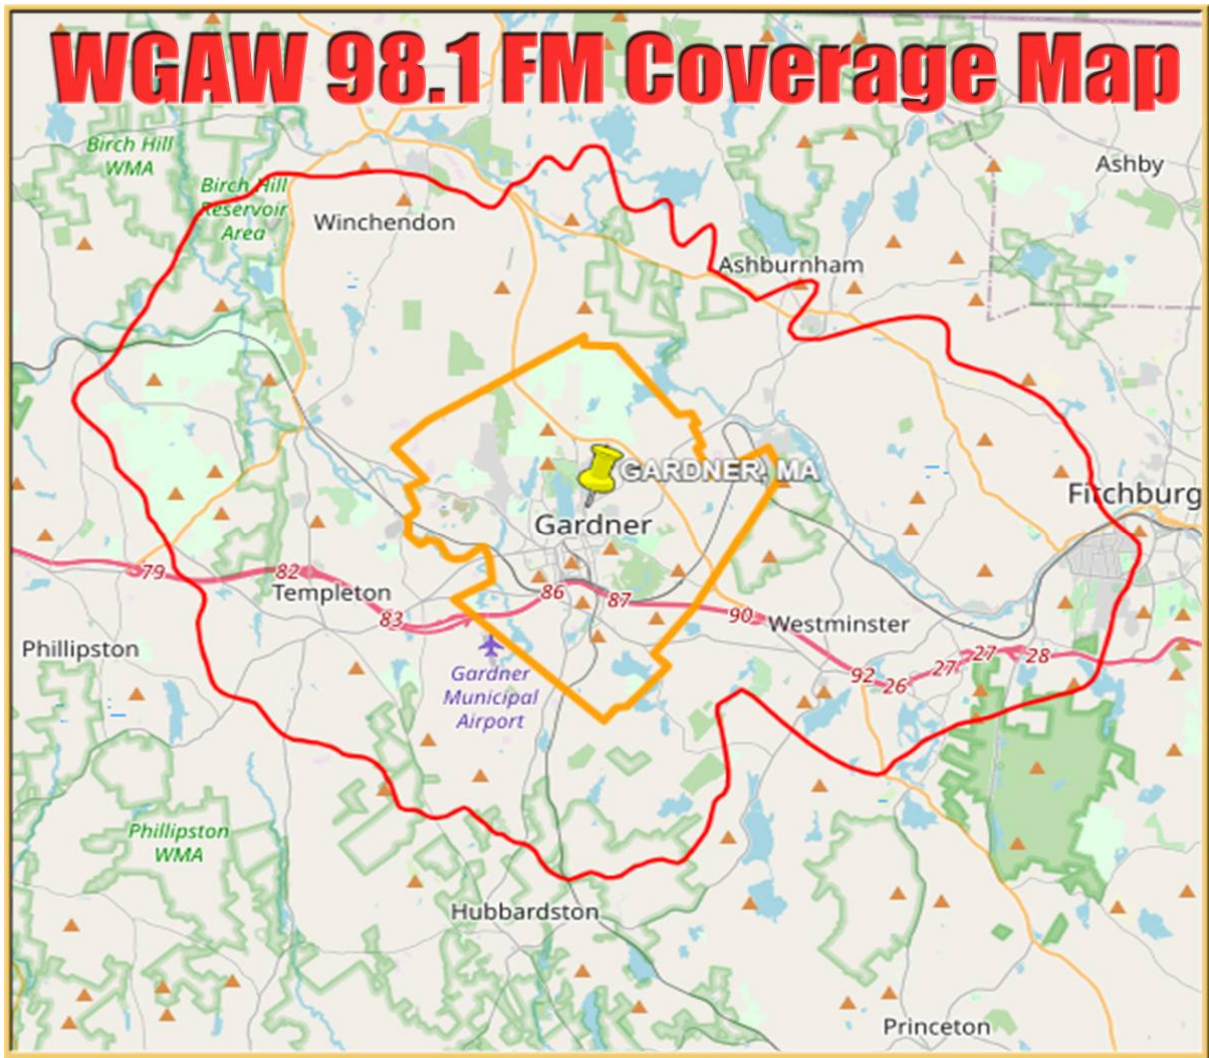 WGAW 98.1 FM Coverage Map
Birch Hill
WMA
Ashby
Birch Hill
Reservoir
Area
Winchendon
Ashburnham
GARDNER, MA
Fitchburg
Gardner
79
82
Templeton
83
86
87
90
Westminster
Phillipston
27
27
28
92
26
Gardner
Municipal
Airport
Phillipston
WMA
Hubbardston
Princeton